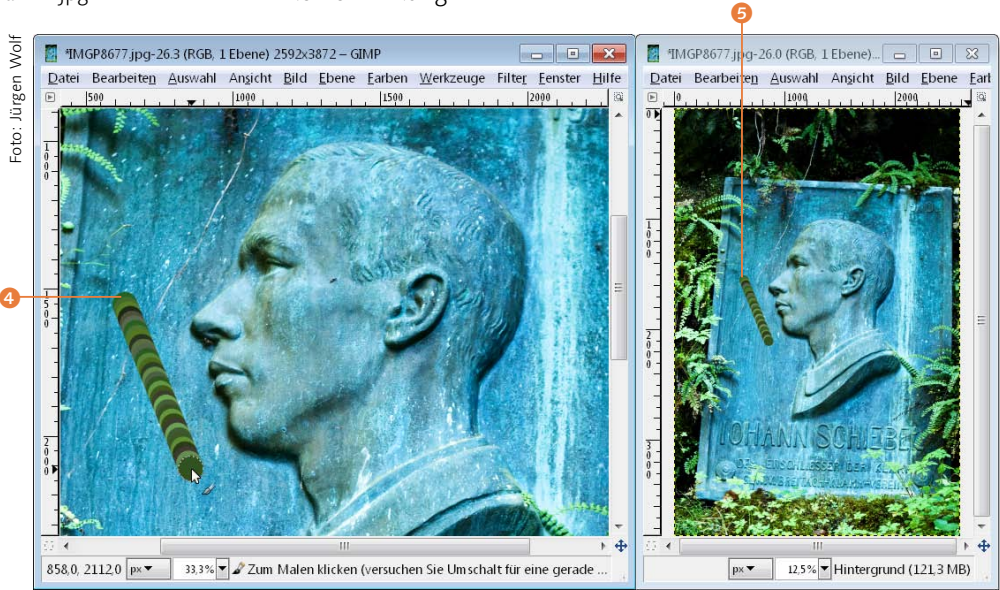 Foto: Jürgen Wolf
5
4
*IMGP8677.jpg-26.3 (RGB, 1 Ebene) 2592x3872 – GIMP
Datei Bearbeiten Auswahl Ansicht Bild Ebene Farben Werkzeuge Filter Fenster Hilfe
500 1000 1500 2000
1000
1500
2000
858,0, 2112,0 px 33,3% Zum Malen klicken (versuchen Sie Umschalt für eine gerade ...
*IMGP8677.jpg-26.0 (RGB, 1 Ebene)...
Datei Bearbeiten Auswahl Ansicht Bild Ebene
0 1000 2000
0
1000
2000
3000
JOHANN SCHIEBEL
px 12,5% Hintergrund (121,3 MB)